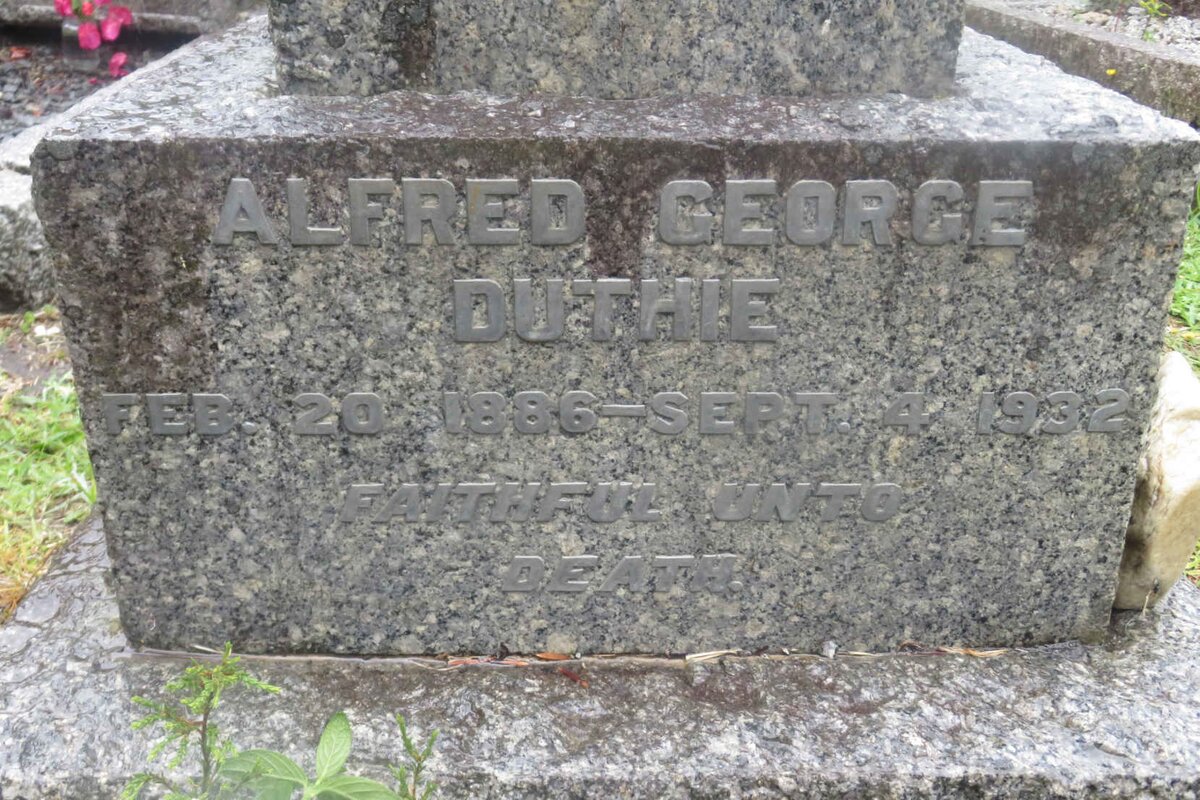 ALFRED GEORGE
DUTHIE
FEB. 20 1886–SEPT. 4 1932
FAITHFUL UNTO
DEATH.